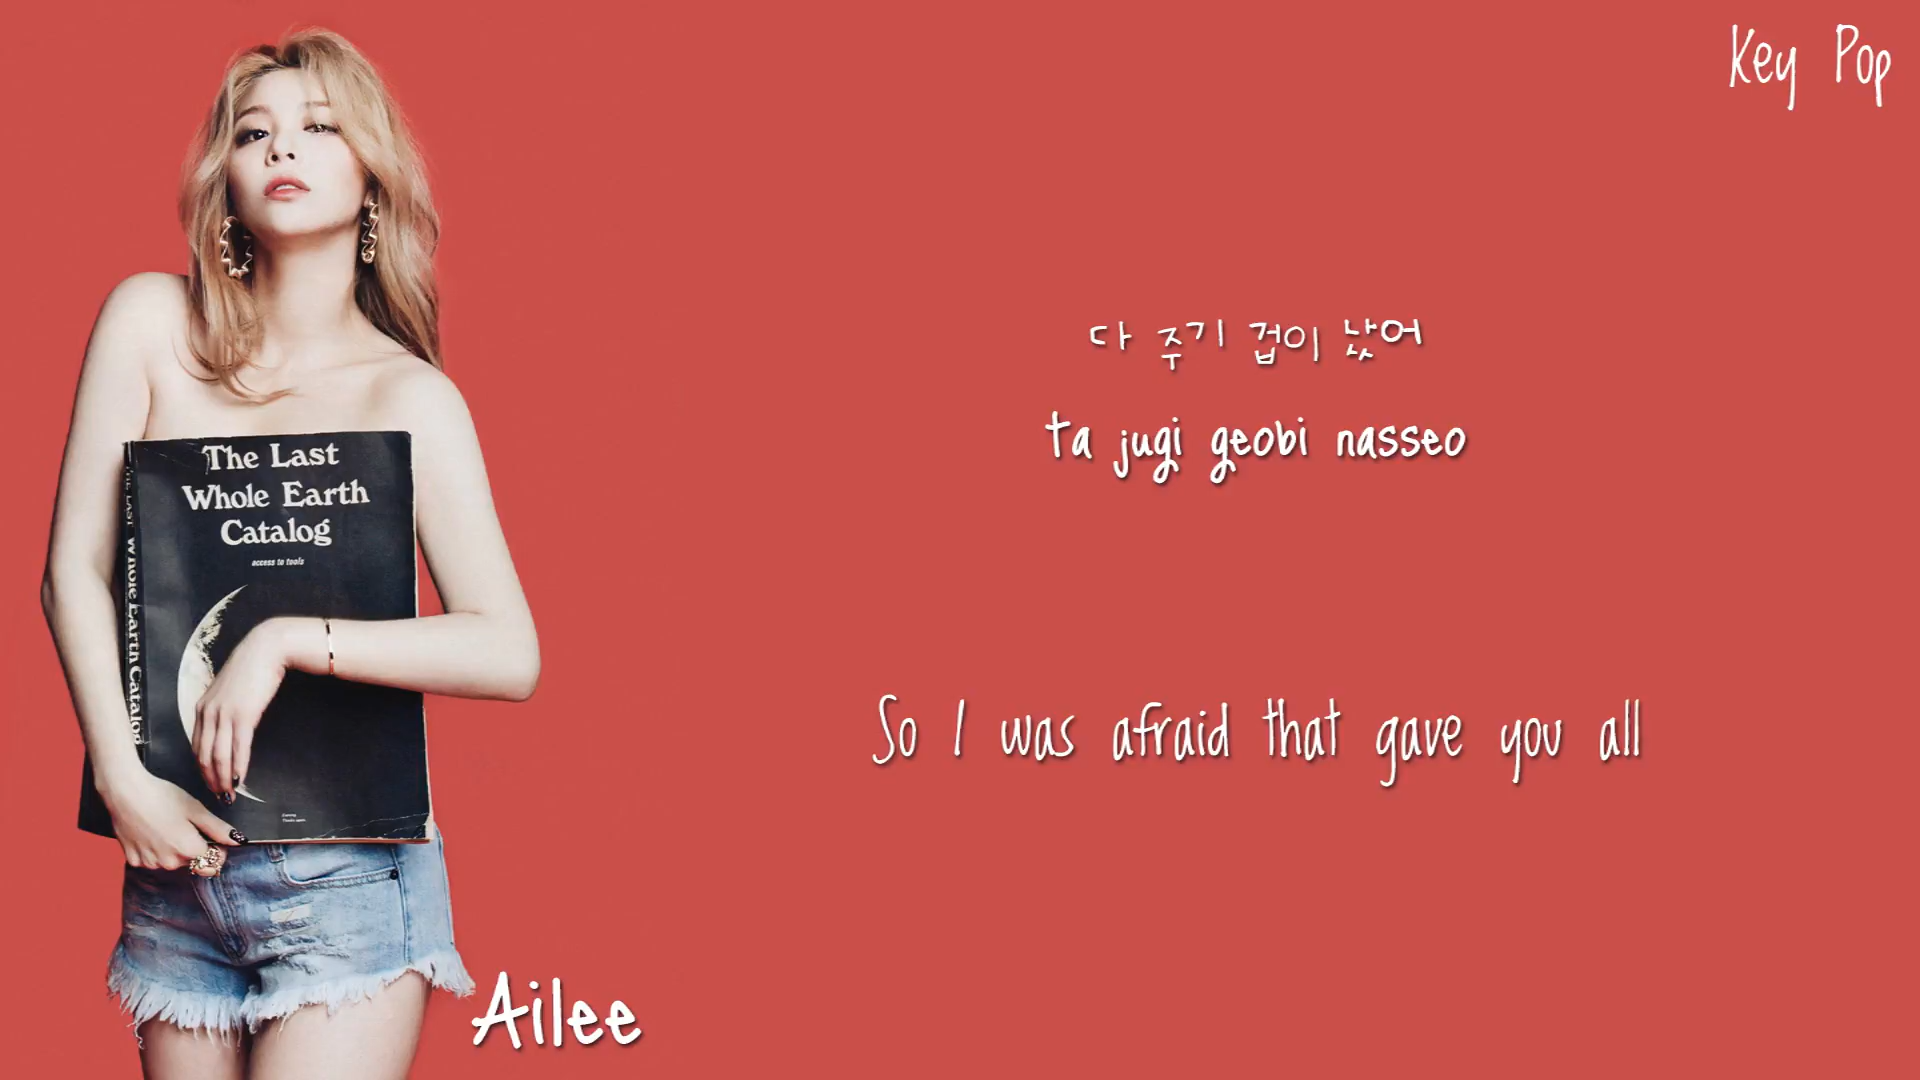 Key Pop
다 주기 겁이 났어
ta jugi geobi nasseo
So I was afraid that gave you all
Ailee
The Last
Whole Earth
Catalog
access to tools
Whole Earth Catalog